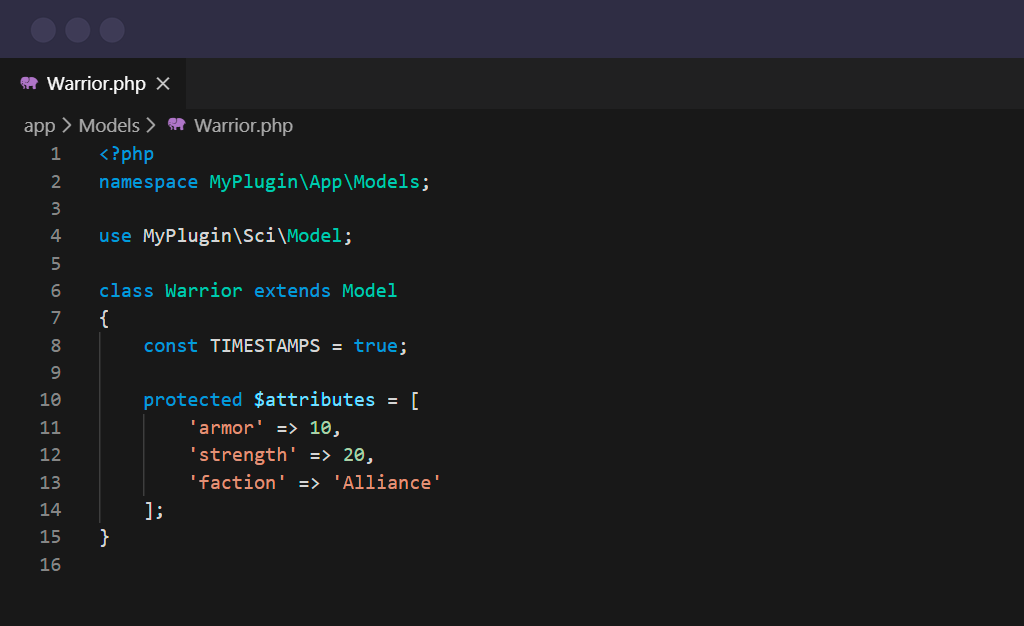 Warrior.php
app > Models > Warrior.php
1 <?php
2 namespace MyPlugin\App\Models;
3
4 use MyPlugin\Sci\Model;
5
6 class Warrior extends Model
7 {
8     const TIMESTAMPS = true;
9
10     protected $attributes = [
11         'armor' => 10,
12         'strength' => 20,
13         'faction' => 'Alliance'
14     ];
15 }
16